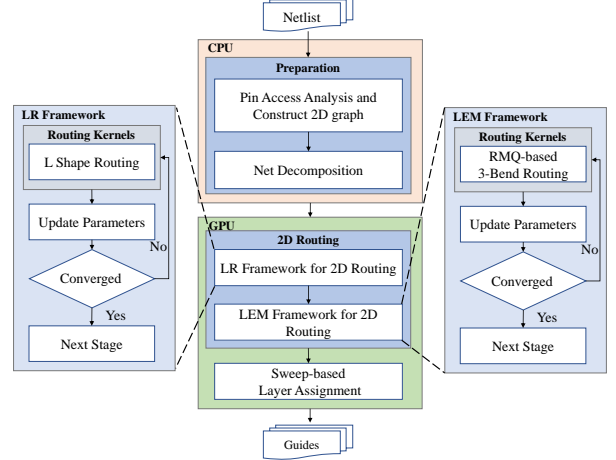 Netlist
CPU
Preparation
Pin Access Analysis and
Construct 2D graph
Net Decomposition
LR Framework
Routing Kernels
L Shape Routing
Update Parameters
No
Converged
Yes
Next Stage
GPU
2D Routing
LR Framework for 2D Routing
LEM Framework for 2D
Routing
Sweep-based
Layer Assignment
Guides
LEM Framework
Routing Kernels
RMQ-based
3-Bend Routing
Update Parameters
No
Converged
Yes
Next Stage